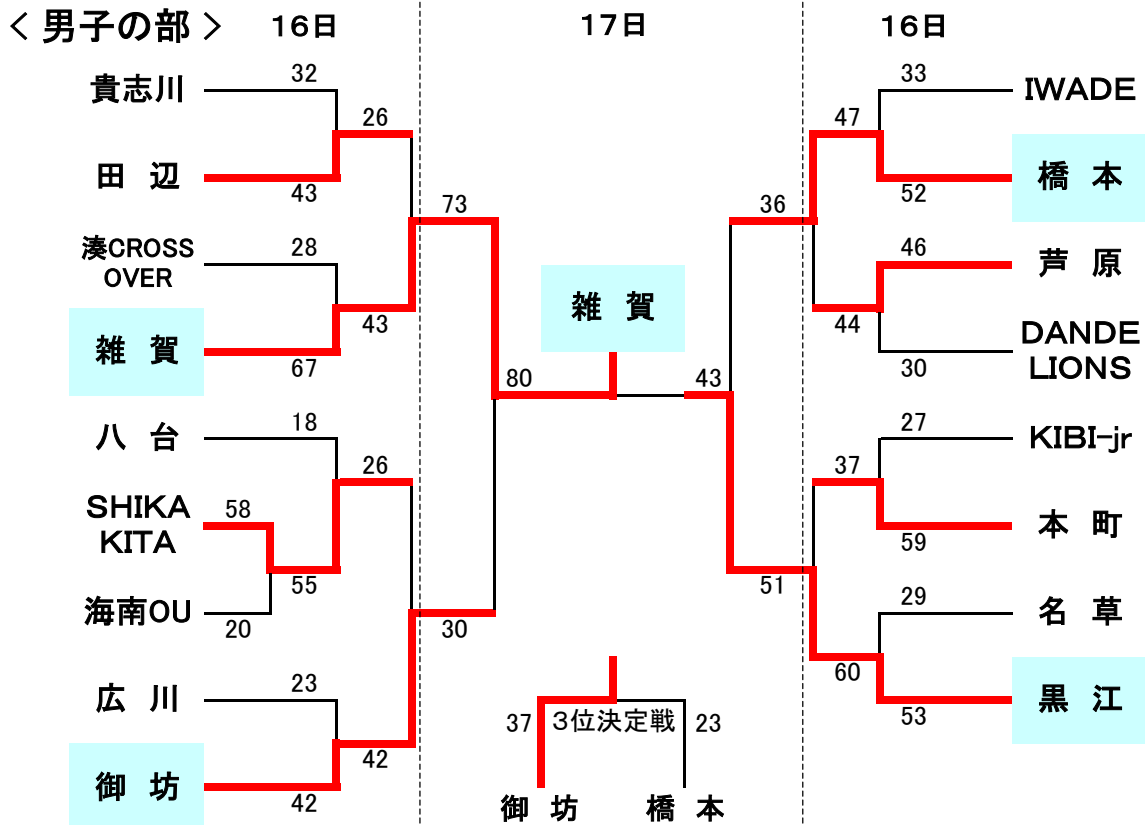 < 男子の部 >
16日
17日
16日
32
貴志川
26
田 辺
43
73
湊CROSS
OVER
28
雑 賀
43
67
八 台
18
26
SHIKA
KITA
58
55
海南OU
20
30
広 川
23
42
御 坊
42
雑 賀
80
43
33
IWADE
47
橋 本
52
36
46
芦 原
44
DANDE
LIONS
30
27
KIBI-jr
37
本 町
59
51
29
名 草
60
黒 江
53
37
3位決定戦
23
御 坊
橋 本